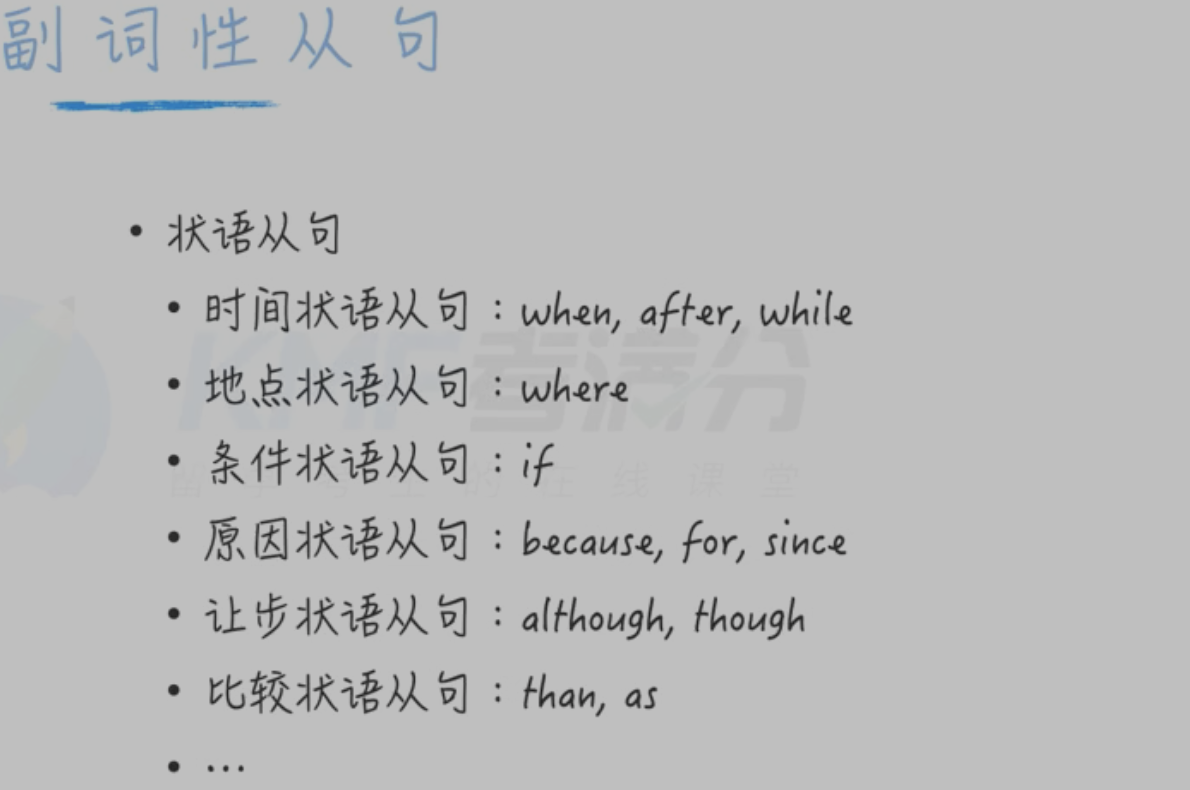 副词性从句
• 状语从句
• 时间状语从句：when, after, while
• 地点状语从句：where
• 条件状语从句：if
• 原因状语从句：because, for, since
• 让步状语从句：although, though
• 比较状语从句：than, as
• …
KMF考满分
留学考生的在线课堂